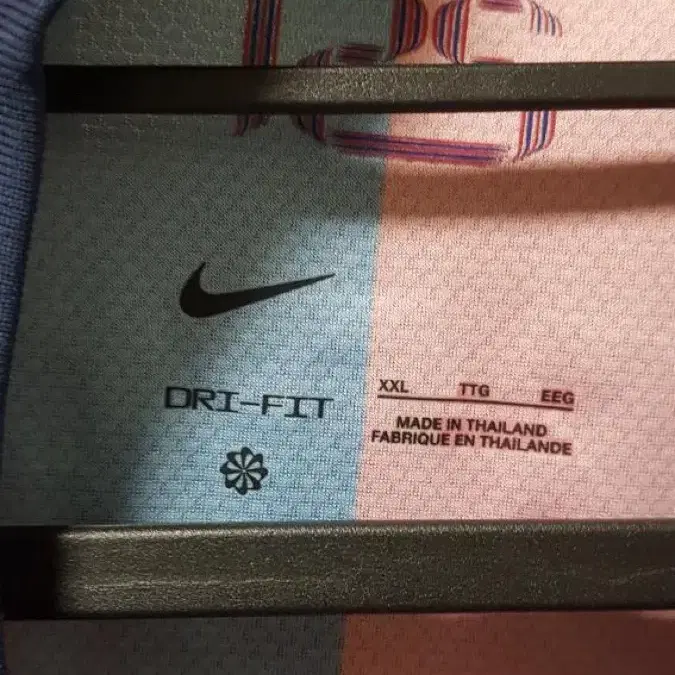 DRI-FIT
XXL TTG EEG
MADE IN THAILAND
FABRIQUE EN THAILANDE